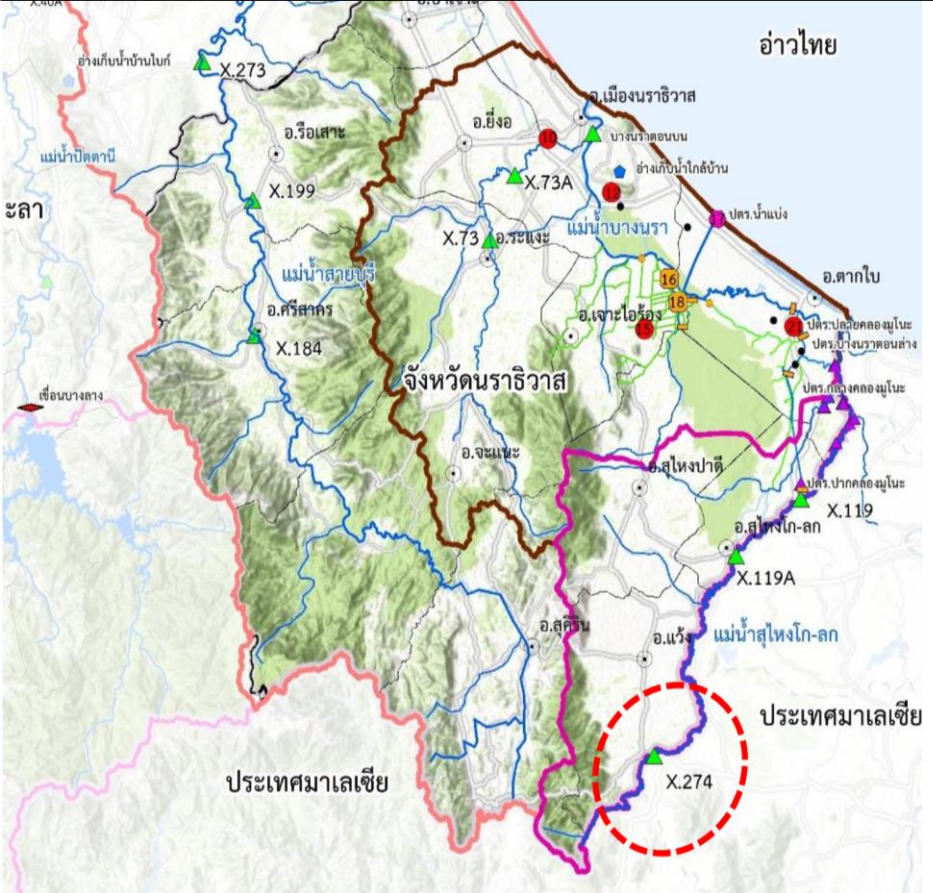 X.40A
อ่าวไทย
อ่างเก็บน้ำบ้านไบก์
X.273
อ.เมืองนราธิวาส
อ.ยี่งอ
10
บางนราตอนบน
อ.รือเสาะ
แม่น้ำปัตตานี
อ่างเก็บน้ำใกล้บ้าน
X.73A
X.199
12
ะลา
17
ปตร.น้ำแบ่ง
แม่น้ำบางนรา
X.73
อ.ระแงะ
แม่น้ำสายบุรี
อ.ตากใบ
16
18
อ.ศรีสาคร
อ.เจาะไอร้อง
15
21
ปตร.ปลายคลองมูโนะ
ปตร.บางนราตอนล่าง
X.184
จังหวัดนราธิวาส
ปตร.กลางคลองมูโนะ
เขื่อนบางลาง
อ.จะแนะ
อ.สุไหงปาดี
ปตร.ปากคลองมูโนะ
X.119
อ.สุไหงโก-ลก
X.119A
อ.สุคิริน
อ.แว้ง
แม่น้ำสุไหงโก-ลก
ประเทศมาเลเซีย
ประเทศมาเลเซีย
X.274